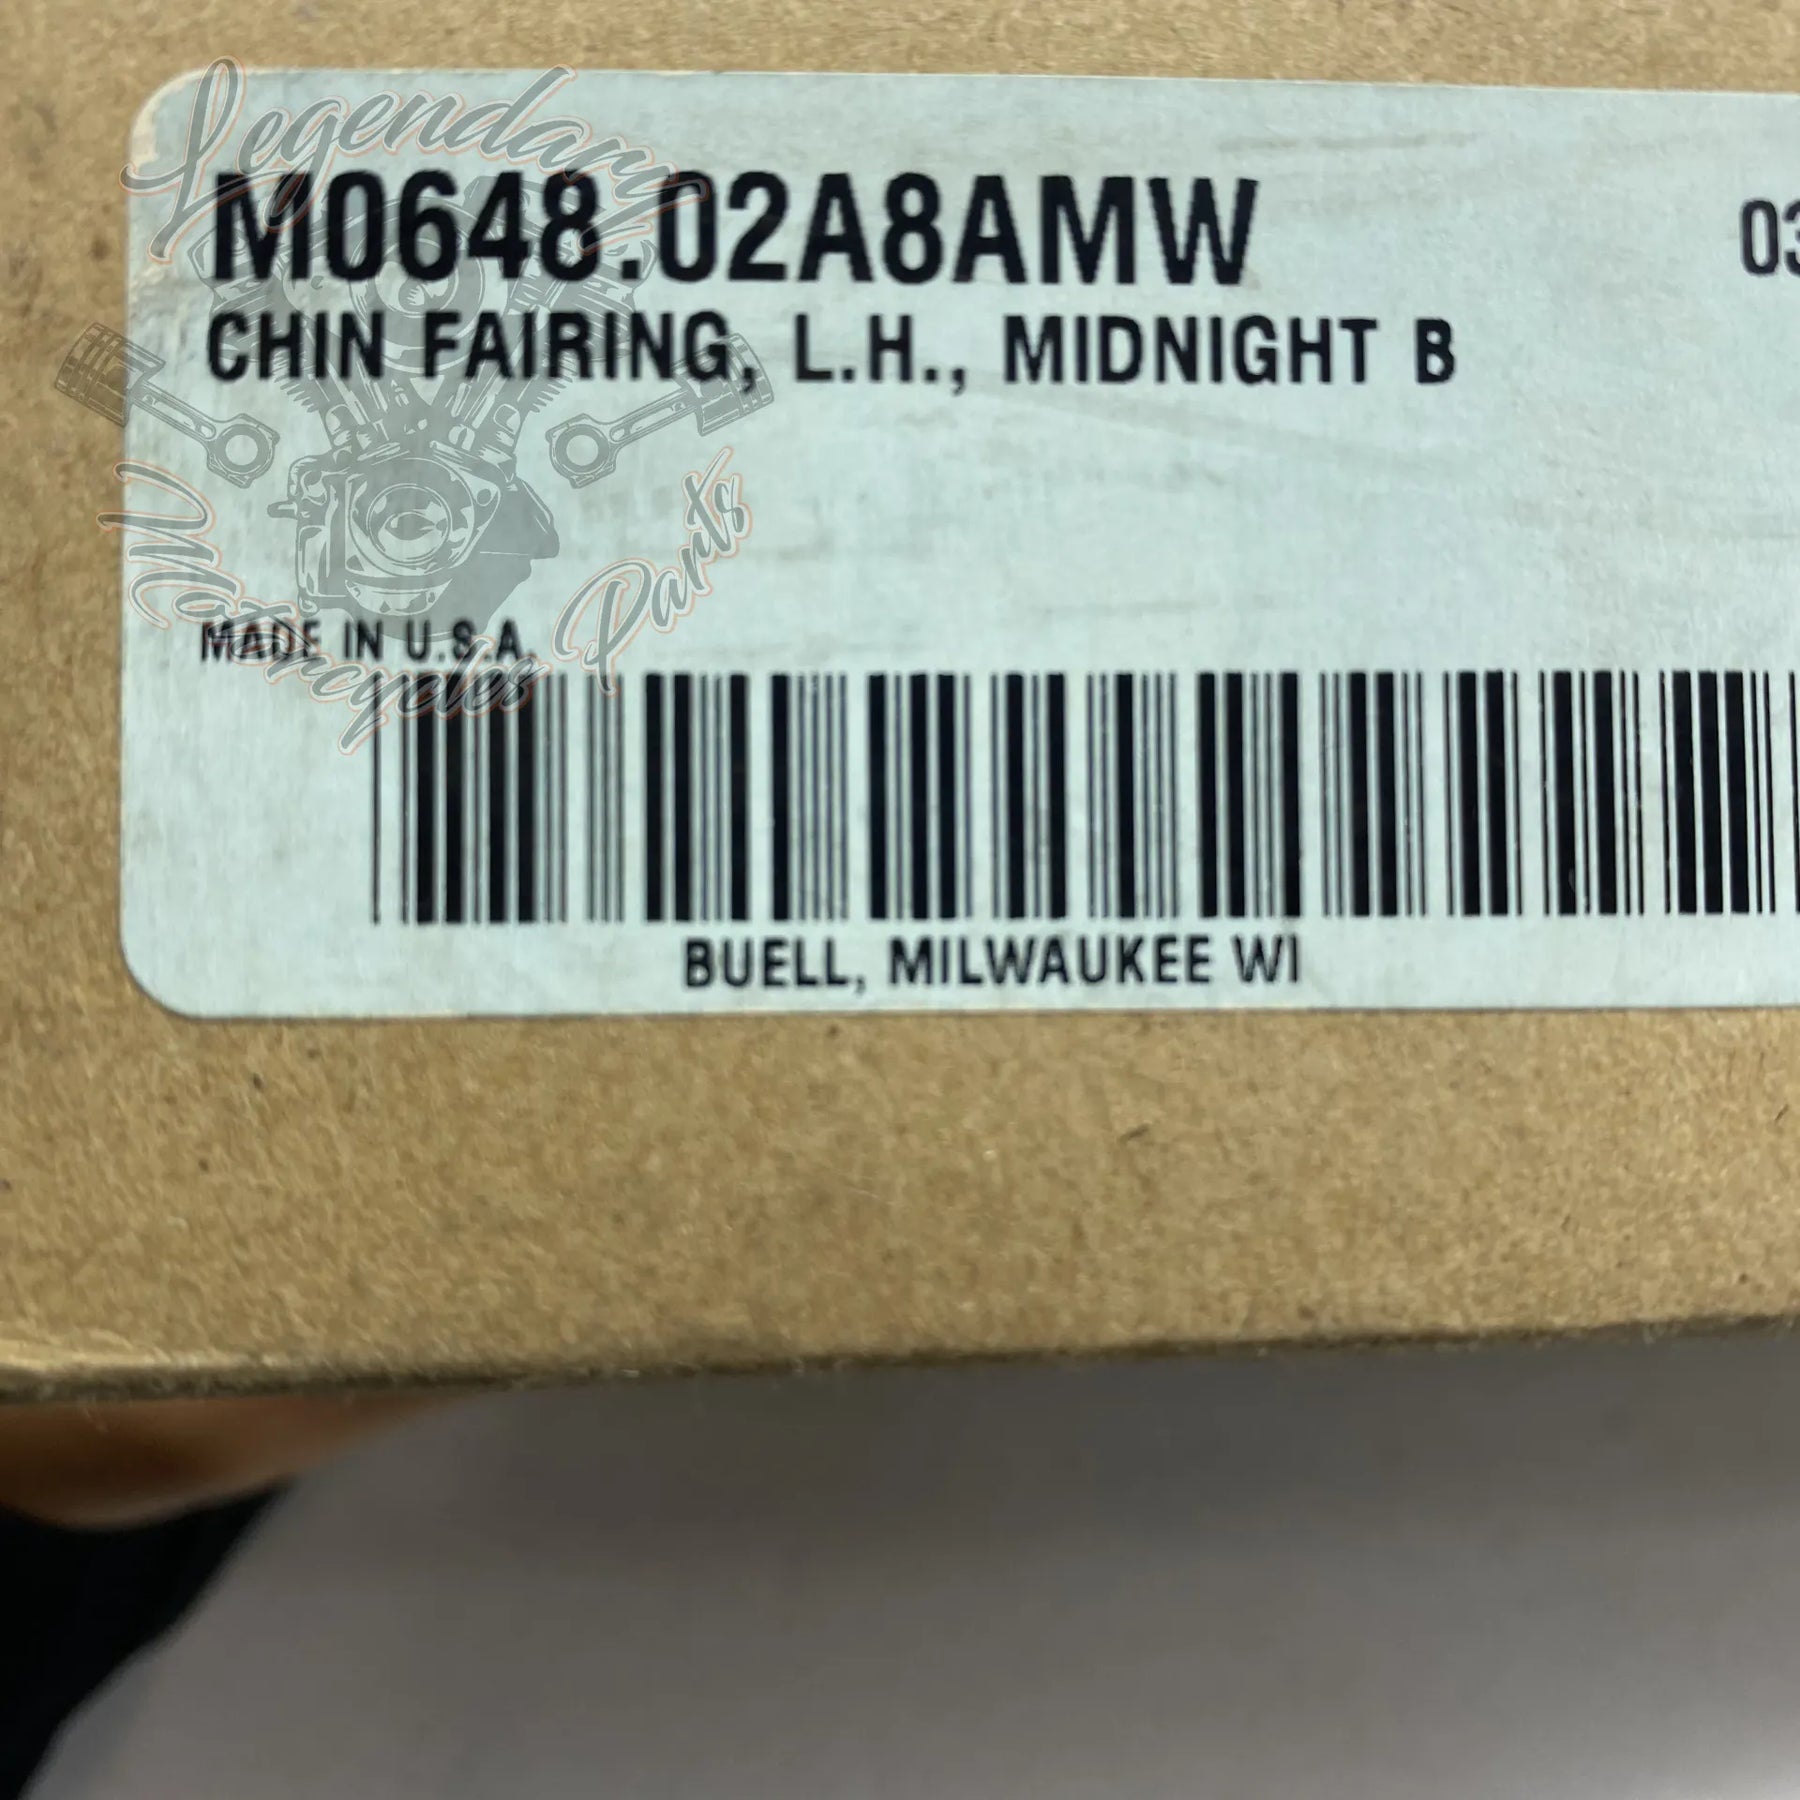 Legendary
M0648.02A8AMW 03
CHIN FAIRING, L.H., MIDNIGHT B
Motorcycles Parts
MADE IN U.S.A.
BUELL, MILWAUKEE WI